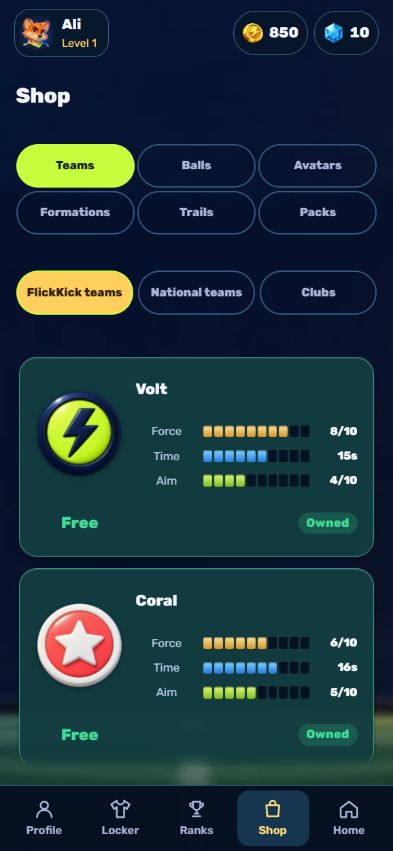 Ali
Level 1
850
10
Shop
Teams
Balls
Avatars
Formations
Trails
Packs
FlickKick teams
National teams
Clubs
Volt
Force 8/10
Time 15s
Aim 4/10
Free
Owned
Coral
Force 6/10
Time 16s
Aim 5/10
Free
Owned
Profile
Locker
Ranks
Shop
Home